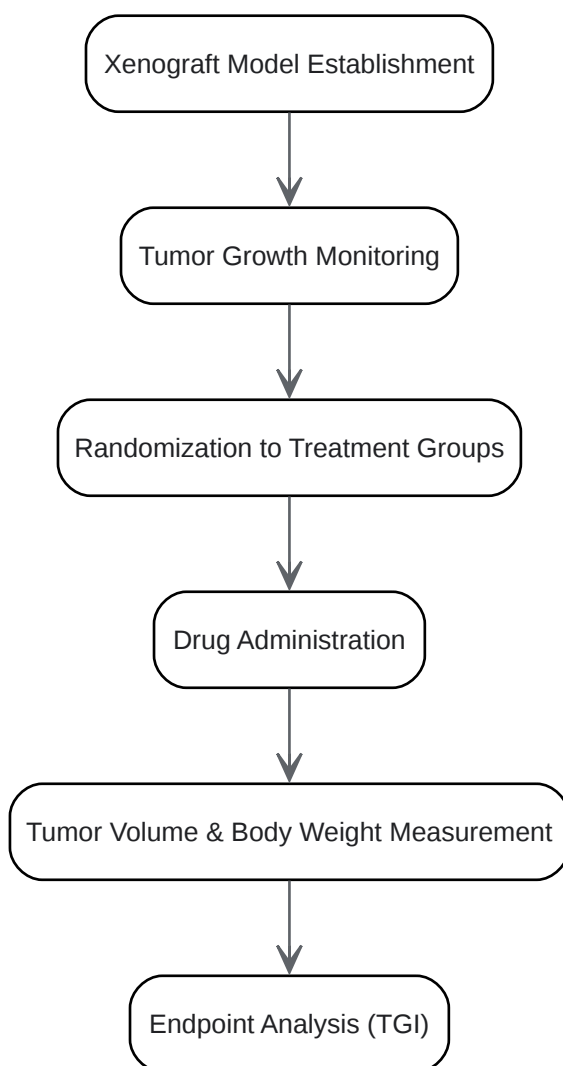 Xenograft Model Establishment
Tumor Growth Monitoring
Randomization to Treatment Groups
Drug Administration
Tumor Volume & Body Weight Measurement
Endpoint Analysis (TGI)